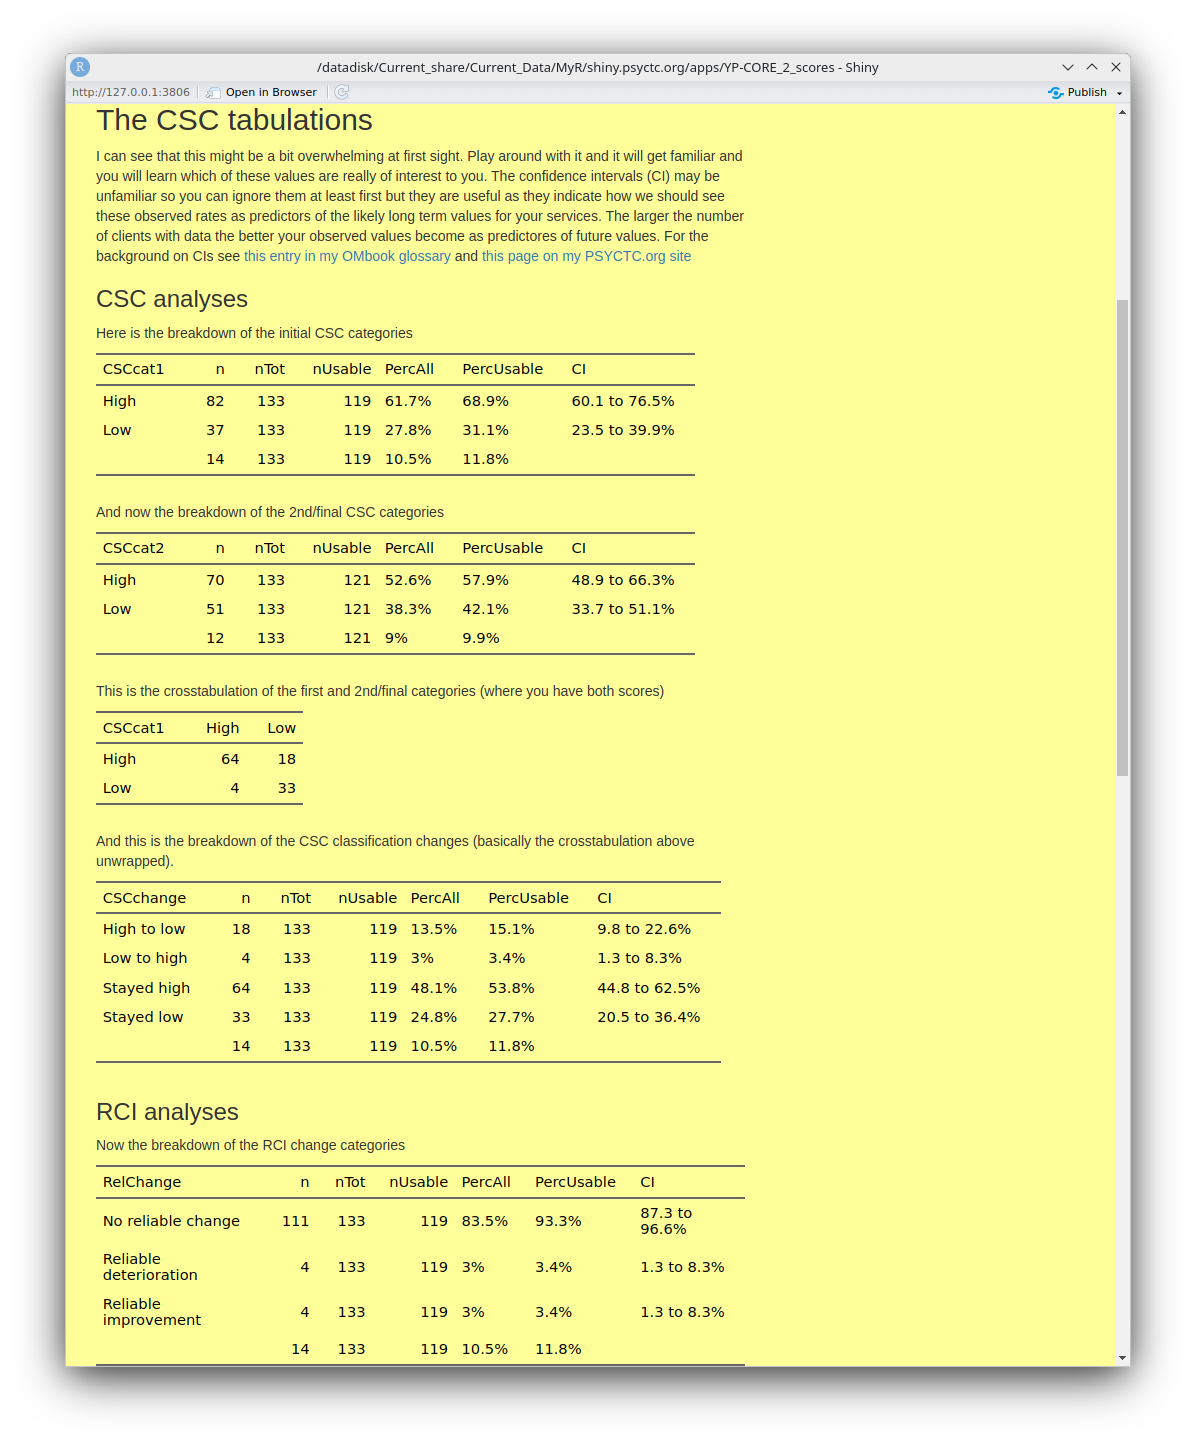 R
/datadisk/Current_share/Current_Data/MyR/shiny.psyctc.org/apps/YP-CORE_2_scores - Shiny
http://127.0.0.1:3806 Open in Browser Publish
The CSC tabulations
I can see that this might be a bit overwhelming at first sight. Play around with it and it will get familiar and
you will learn which of these values are really of interest to you. The confidence intervals (CI) may be
unfamiliar so you can ignore them at least first but they are useful as they indicate how we should see
these observed rates as predictors of the likely long term values for your services. The larger the number
of clients with data the better your observed values become as predictores of future values. For the
background on CIs see this entry in my OMbook glossary and this page on my PSYCTC.org site
CSC analyses
Here is the breakdown of the initial CSC categories
CSCcat1 n nTot nUsable PercAll PercUsable CI
High 82 133 119 61.7% 68.9% 60.1 to 76.5%
Low 37 133 119 27.8% 31.1% 23.5 to 39.9%
14 133 119 10.5% 11.8%
And now the breakdown of the 2nd/final CSC categories
CSCcat2 n nTot nUsable PercAll PercUsable CI
High 70 133 121 52.6% 57.9% 48.9 to 66.3%
Low 51 133 121 38.3% 42.1% 33.7 to 51.1%
12 133 121 9% 9.9%
This is the crosstabulation of the first and 2nd/final categories (where you have both scores)
CSCcat1 High Low
High 64 18
Low 4 33
And this is the breakdown of the CSC classification changes (basically the crosstabulation above
unwrapped).
CSCchange n nTot nUsable PercAll PercUsable CI
High to low 18 133 119 13.5% 15.1% 9.8 to 22.6%
Low to high 4 133 119 3% 3.4% 1.3 to 8.3%
Stayed high 64 133 119 48.1% 53.8% 44.8 to 62.5%
Stayed low 33 133 119 24.8% 27.7% 20.5 to 36.4%
14 133 119 10.5% 11.8%
RCI analyses
Now the breakdown of the RCI change categories
RelChange n nTot nUsable PercAll PercUsable CI
No reliable change 111 133 119 83.5% 93.3% 87.3 to
96.6%
Reliable
deterioration 4 133 119 3% 3.4% 1.3 to 8.3%
Reliable
improvement 4 133 119 3% 3.4% 1.3 to 8.3%
14 133 119 10.5% 11.8%